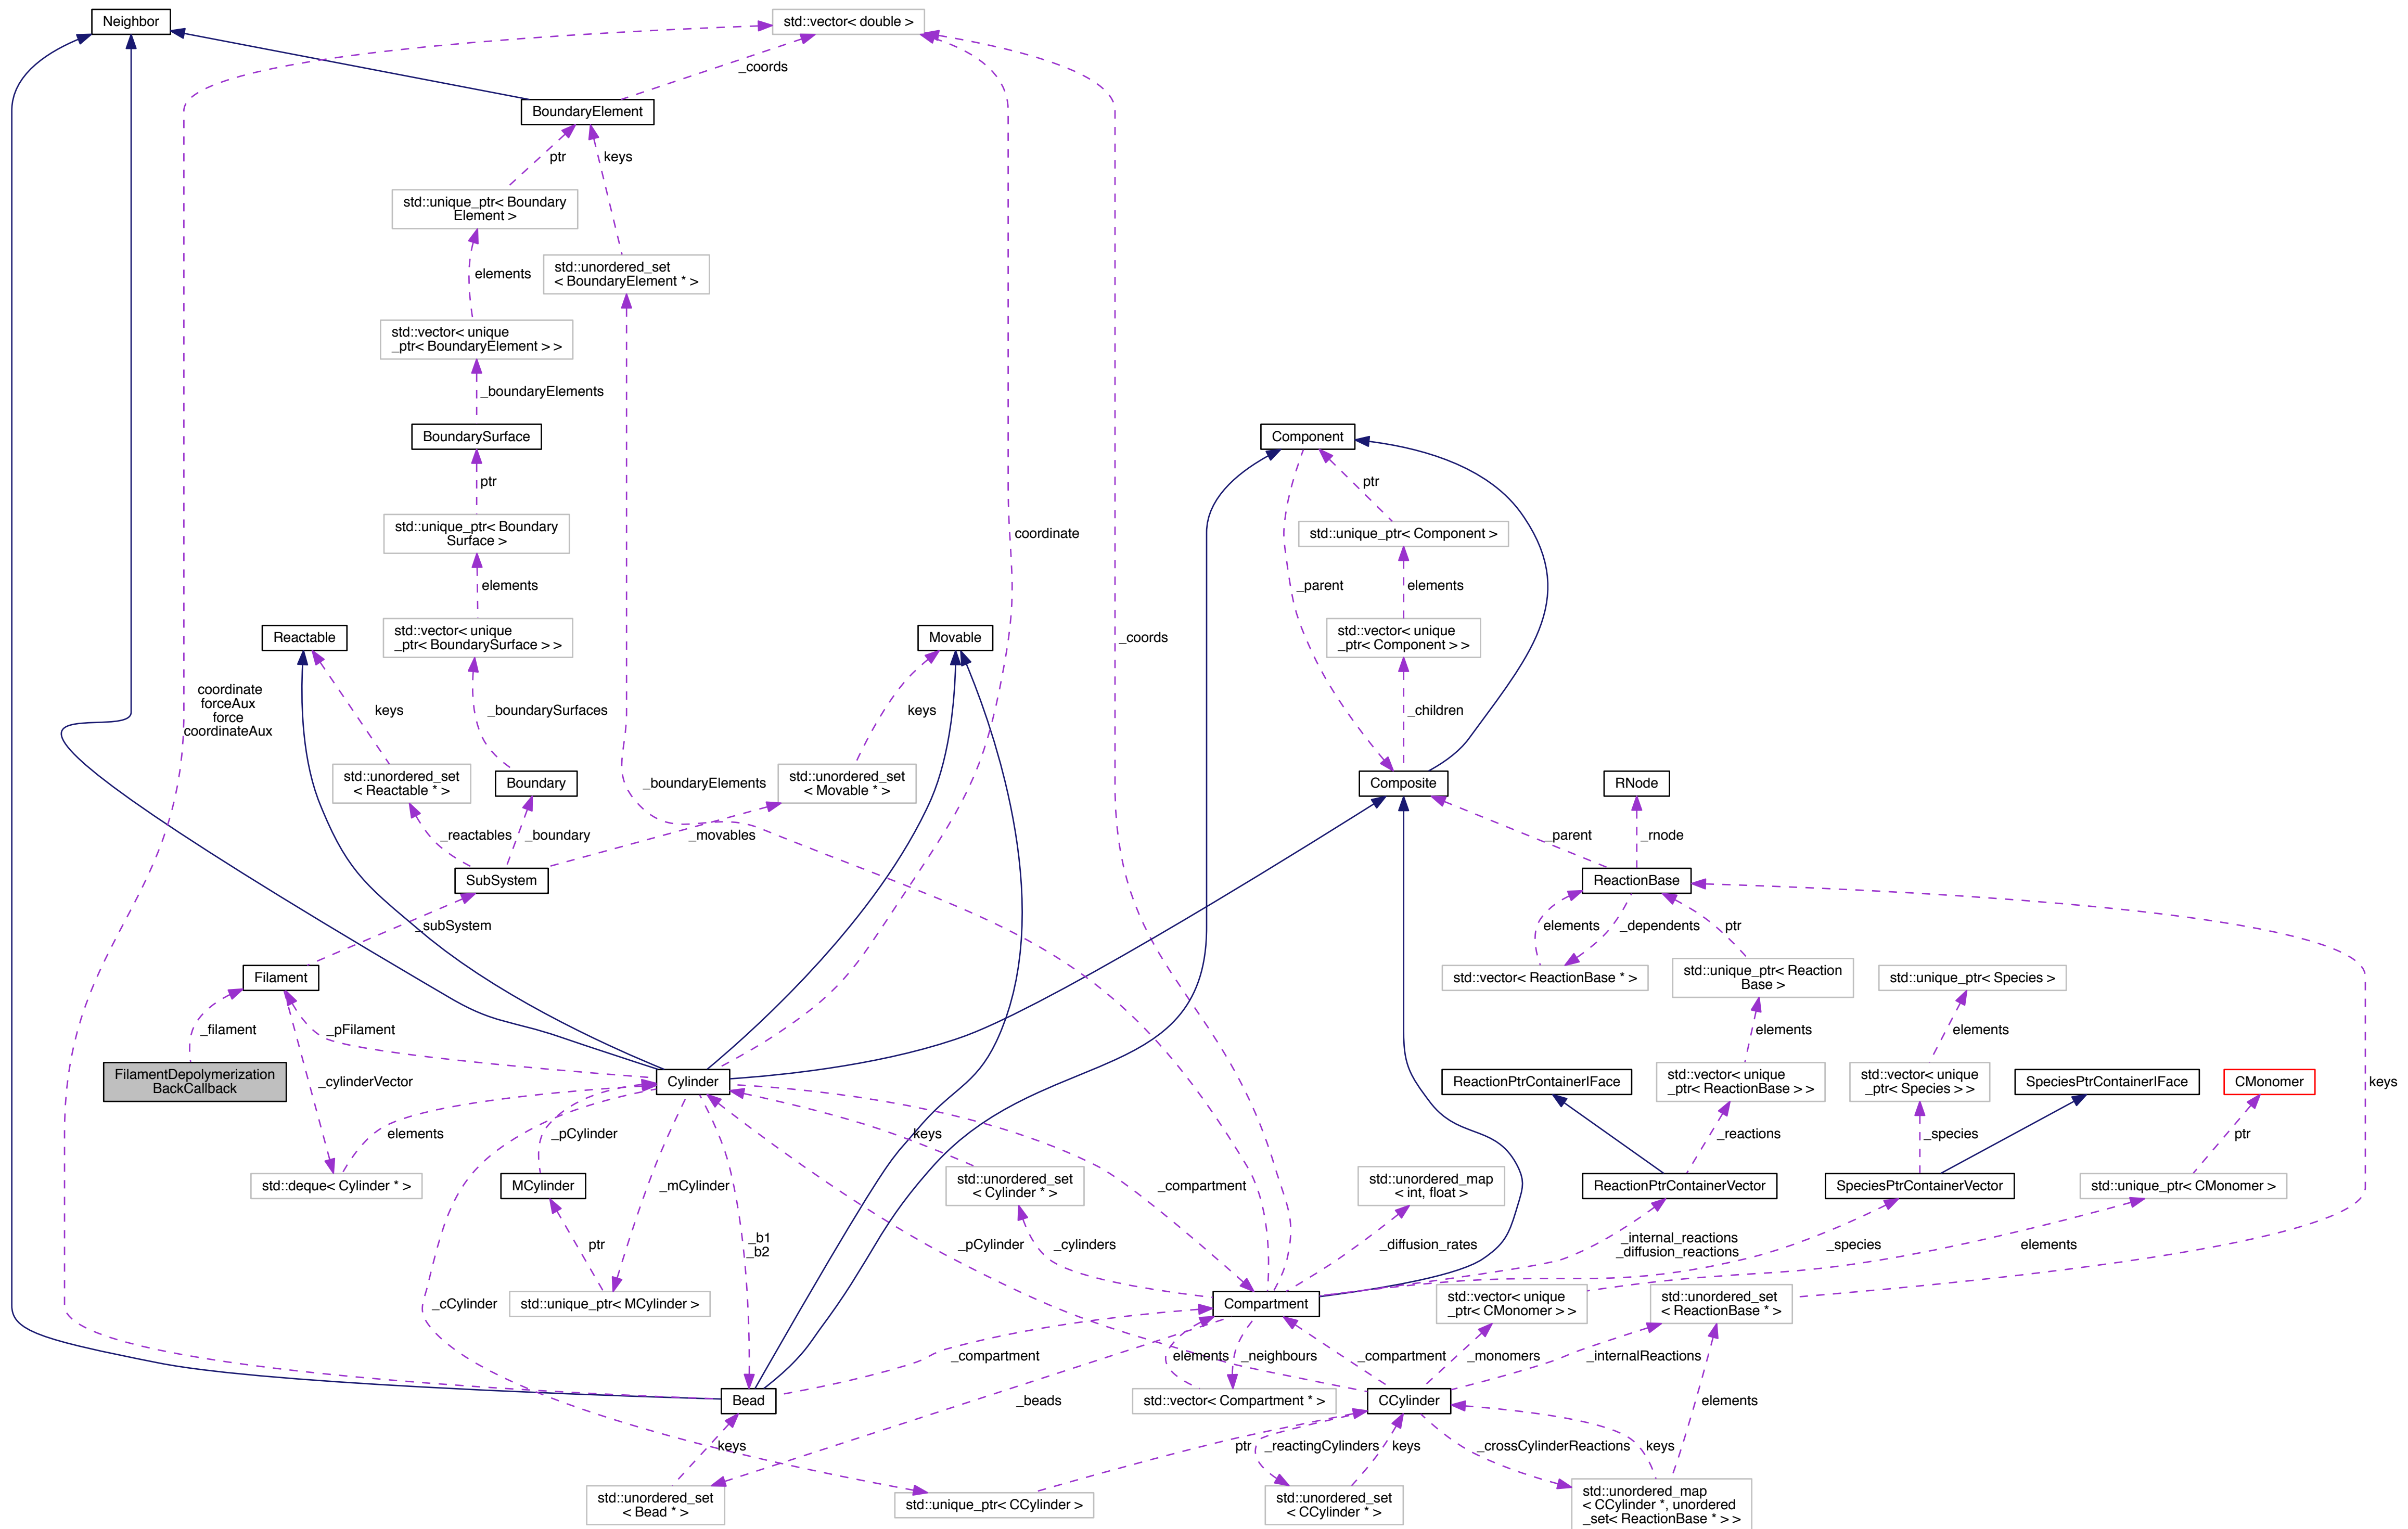 Neighbor
std::vector< double >
_coords
BoundaryElement
ptr
keys
std::unique_ptr< Boundary
Element >
elements
std::unordered_set
< BoundaryElement * >
std::vector< unique
_ptr< BoundaryElement > >
_boundaryElements
BoundarySurface
Component
ptr
ptr
std::unique_ptr< Boundary
Surface >
coordinate
std::unique_ptr< Component >
elements
_parent
elements
Reactable
std::vector< unique
_ptr< BoundarySurface > >
Movable
_coords
std::vector< unique
_ptr< Component > >
coordinate
forceAux
force
coordinateAux
keys
_boundarySurfaces
keys
_children
std::unordered_set
< Reactable * >
Boundary
_boundaryElements
std::unordered_set
< Movable * >
Composite
RNode
_reactables
_boundary
_movables
_parent
_rnode
SubSystem
ReactionBase
_subSystem
elements
_dependents
ptr
Filament
std::vector< ReactionBase * >
std::unique_ptr< Reaction
Base >
std::unique_ptr< Species >
_filament
_pFilament
elements
elements
FilamentDepolymerization
BackCallback
_cylinderVector
Cylinder
ReactionPtrContainerIFace
std::vector< unique
_ptr< ReactionBase > >
std::vector< unique
_ptr< Species > >
SpeciesPtrContainerIFace
CMonomer
keys
elements
_pCylinder
keys
_reactions
_species
ptr
std::deque< Cylinder * >
MCylinder
_mCylinder
std::unordered_set
< Cylinder * >
_compartment
std::unordered_map
< int, float >
ReactionPtrContainerVector
SpeciesPtrContainerVector
std::unique_ptr< CMonomer >
ptr
_b1
_b2
_pCylinder
_cylinders
_diffusion_rates
_internal_reactions
_diffusion_reactions
_species
elements
_cCylinder
std::unique_ptr< MCylinder >
Compartment
std::vector< unique
_ptr< CMonomer > >
std::unordered_set
< ReactionBase * >
_compartment
elements
_neighbours
_compartment
_monomers
_internalReactions
Bead
_beads
std::vector< Compartment * >
CCylinder
elements
keys
ptr
_reactingCylinders
keys
_crossCylinderReactions
keys
std::unordered_set
< Bead * >
std::unique_ptr< CCylinder >
std::unordered_set
< CCylinder * >
std::unordered_map
< CCylinder *, unordered
_set< ReactionBase * > >